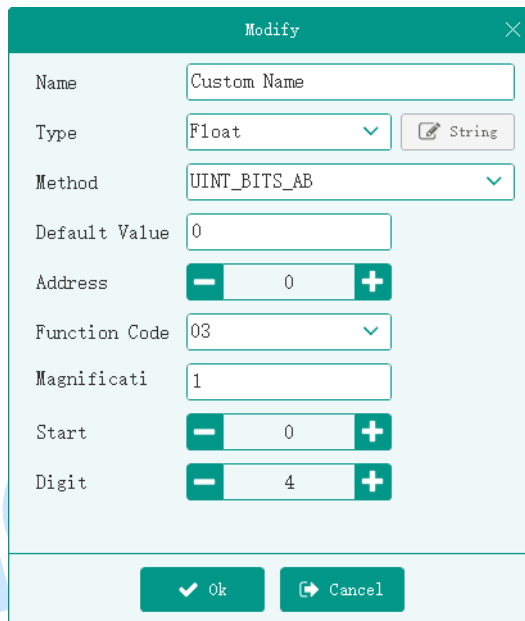 Modify
Name Custom Name
Type Float String
Method UINT_BITS_AB
Default Value 0
Address 0
Function Code 03
Magnificati 1
Start 0
Digit 4
Ok Cancel